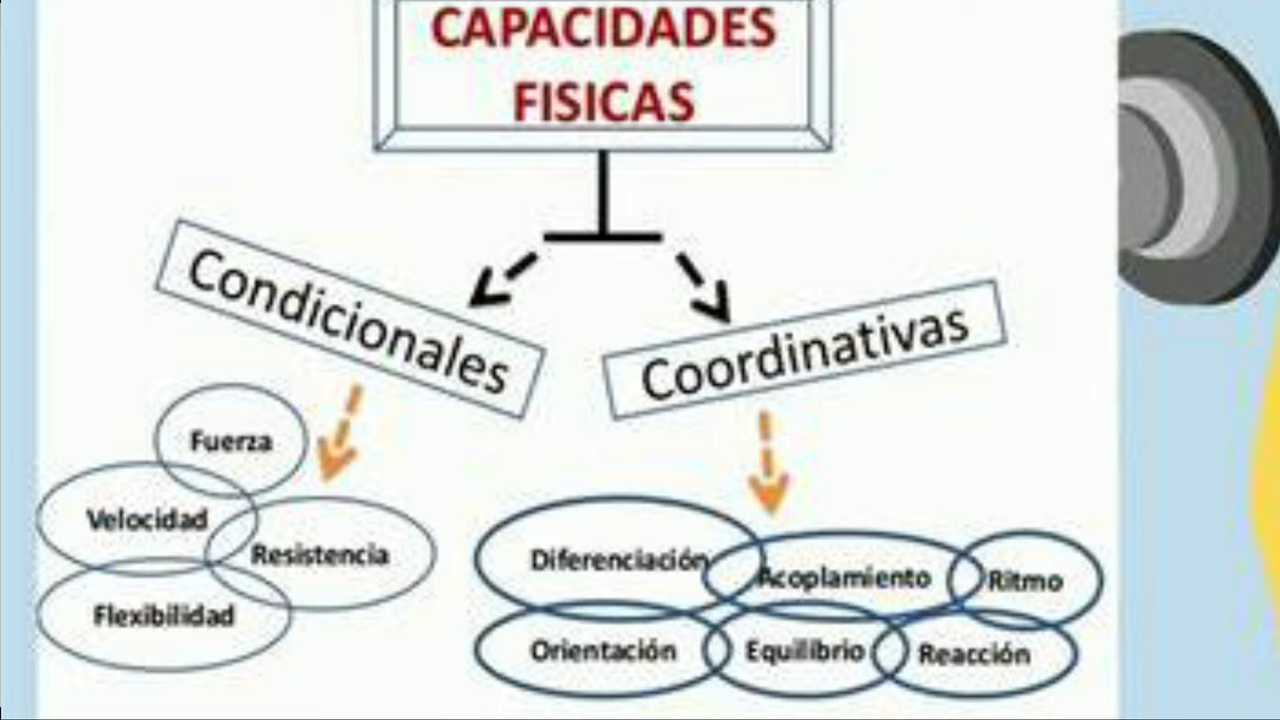 CAPACIDADES
FISICAS
Condicionales
Coordinativas
Fuerza
Velocidad
Resistencia
Flexibilidad
Diferenciación
Acoplamiento
Ritmo
Orientación
Equilibrio
Reacción